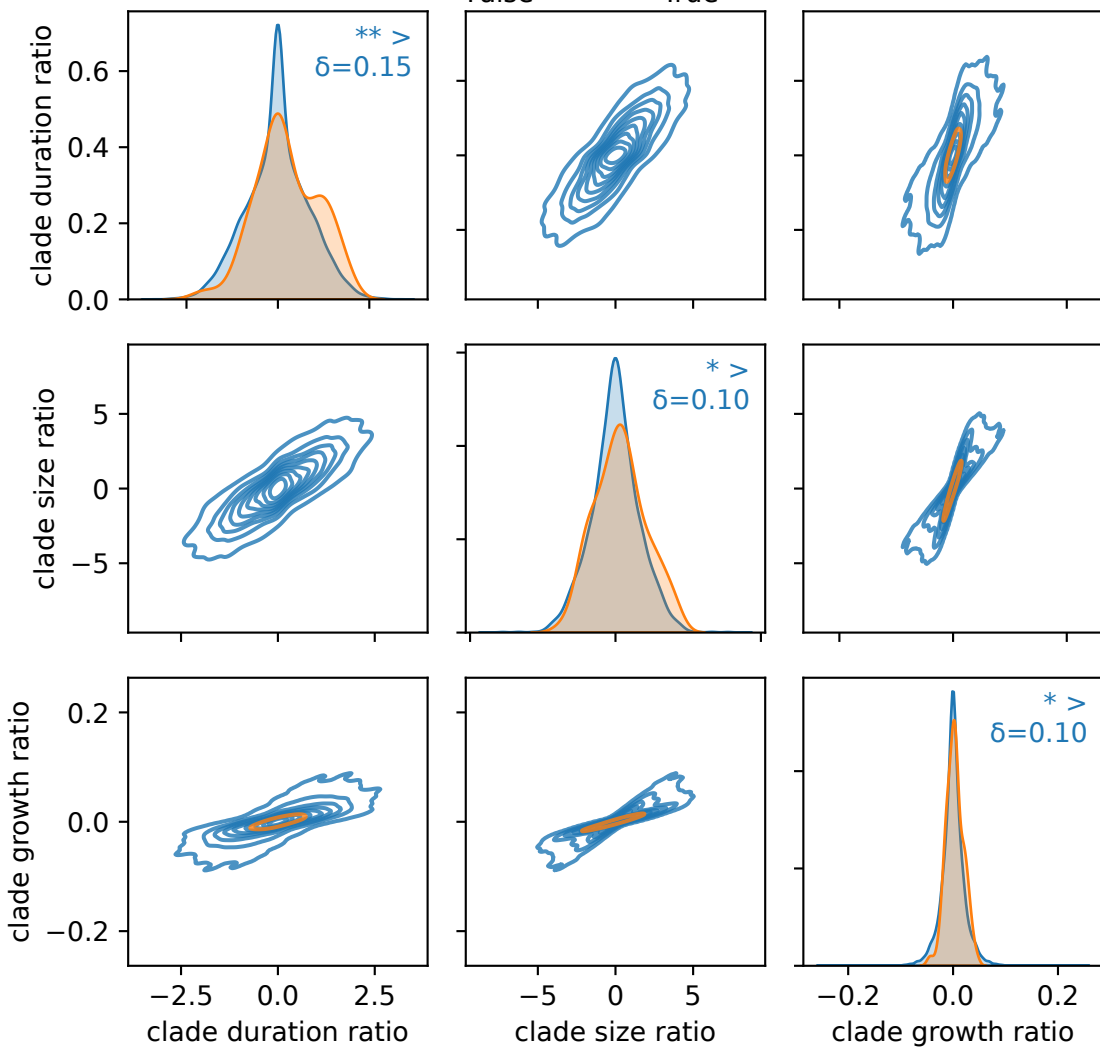 clade duration ratio
0.6
0.4
0.2
0.0
** >
δ=0.15
clade size ratio
5
0
−5
* >
δ=0.10
clade growth ratio
0.2
0.0
−0.2
* >
δ=0.10
−2.5 0.0 2.5
−5 0 5
−0.2 0.0 0.2
clade duration ratio
clade size ratio
clade growth ratio